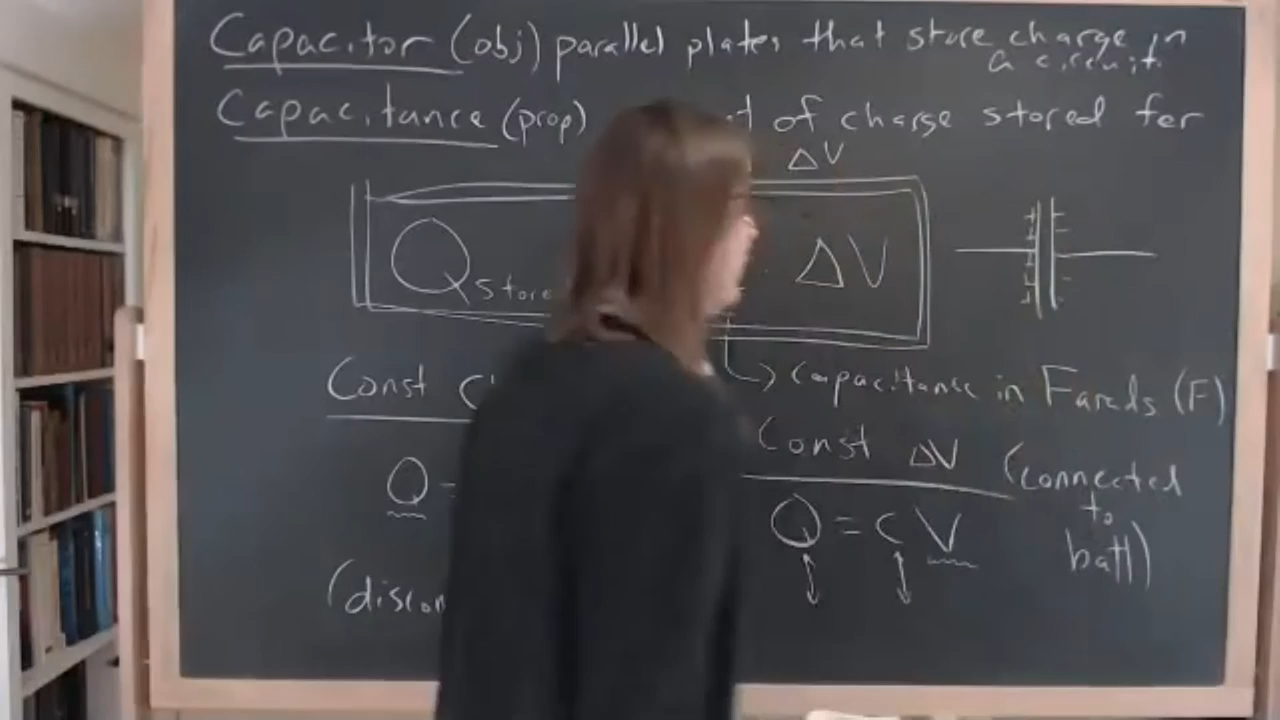 Capacitor (obj) parallel plates that store charge in
a circuit.
Capacitance (prop) of charge stored for
ΔV
Q ΔV
Const
capacitance in Farads (F)
Const ΔV (connected
to
batt)
Q =
Q = C V